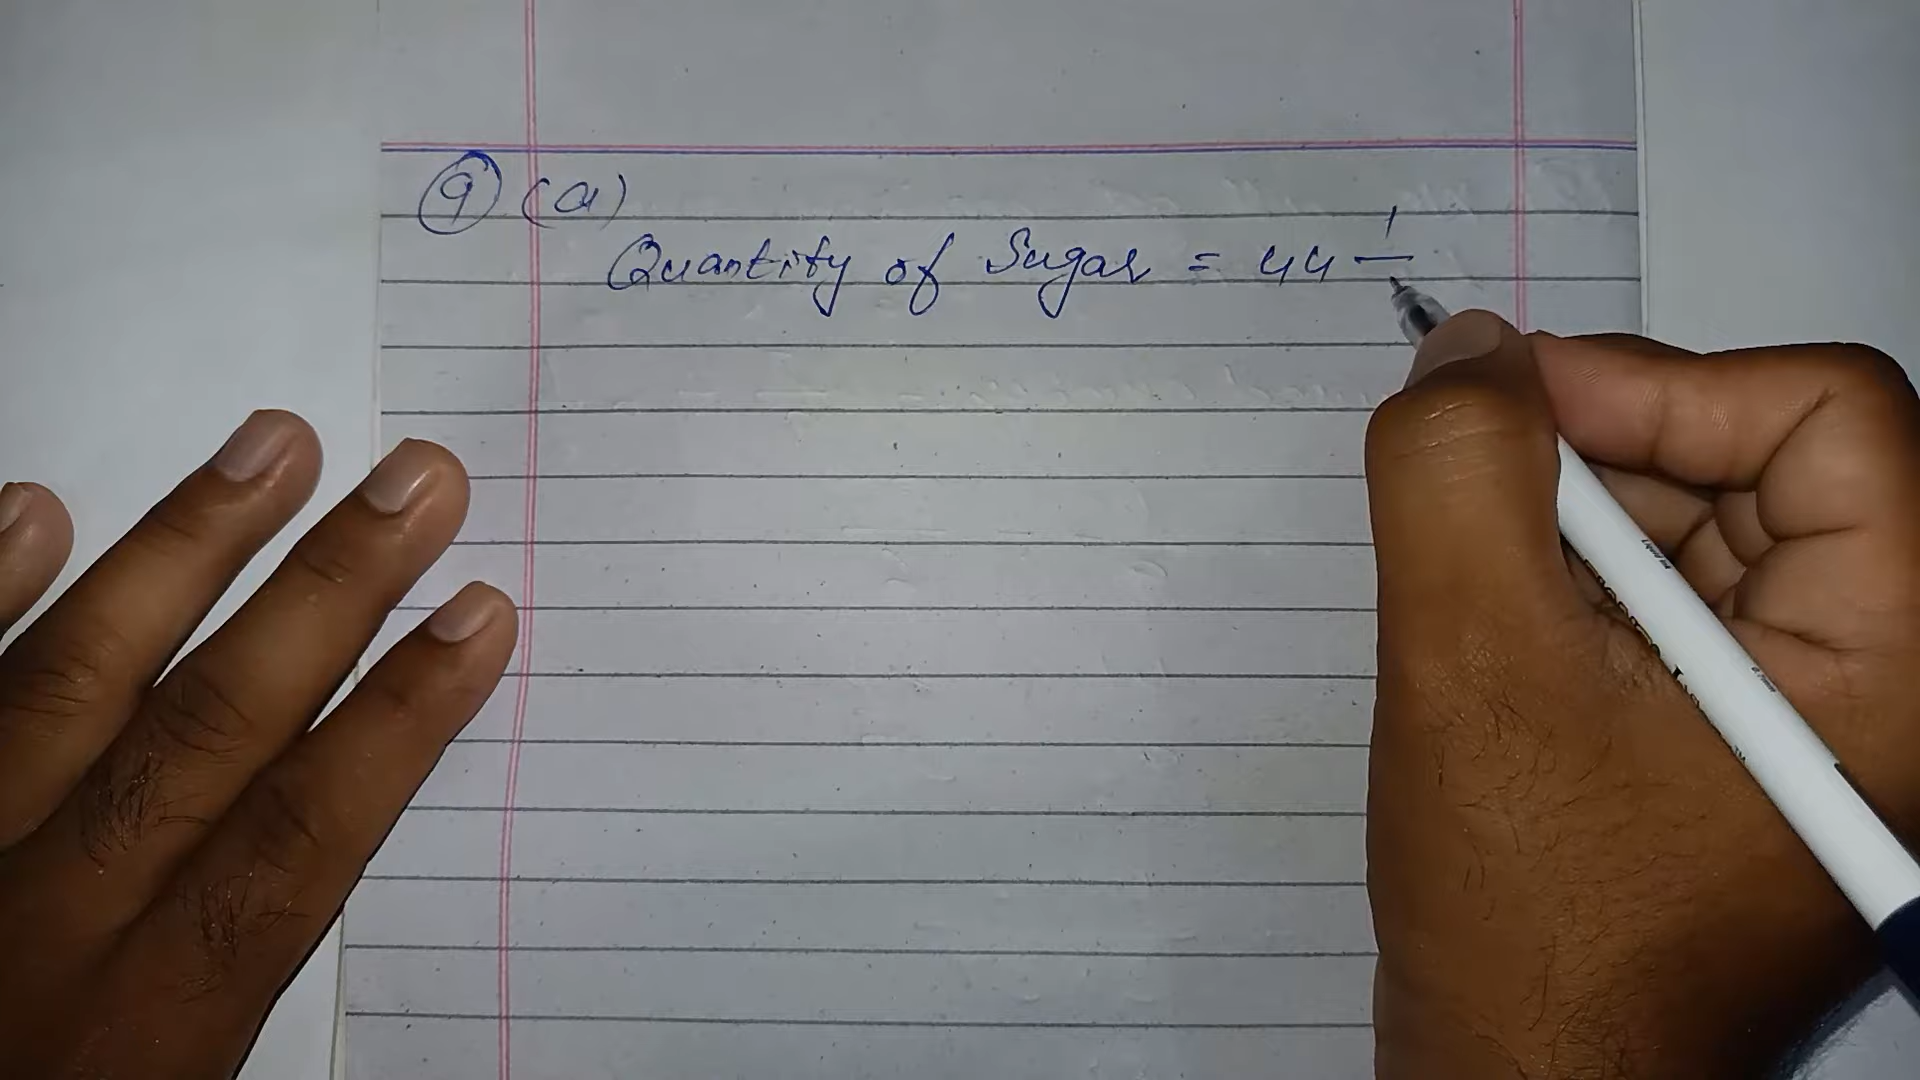 9 (a)
Quantity of Sugar = 44 1/